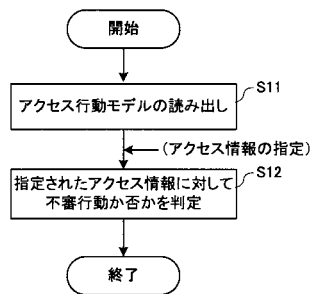 開始
S11
アクセス行動モデルの読み出し
(アクセス情報の指定)
S12
指定されたアクセス情報に対して
不審行動か否かを判定
終了